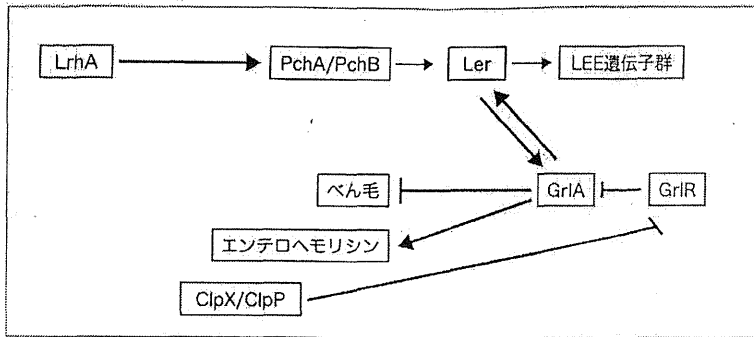 LrhA
PchA/PchB
Ler
LEE遺伝子群
べん毛
GrlA
GrlR
エンテロヘモリシン
ClpX/ClpP